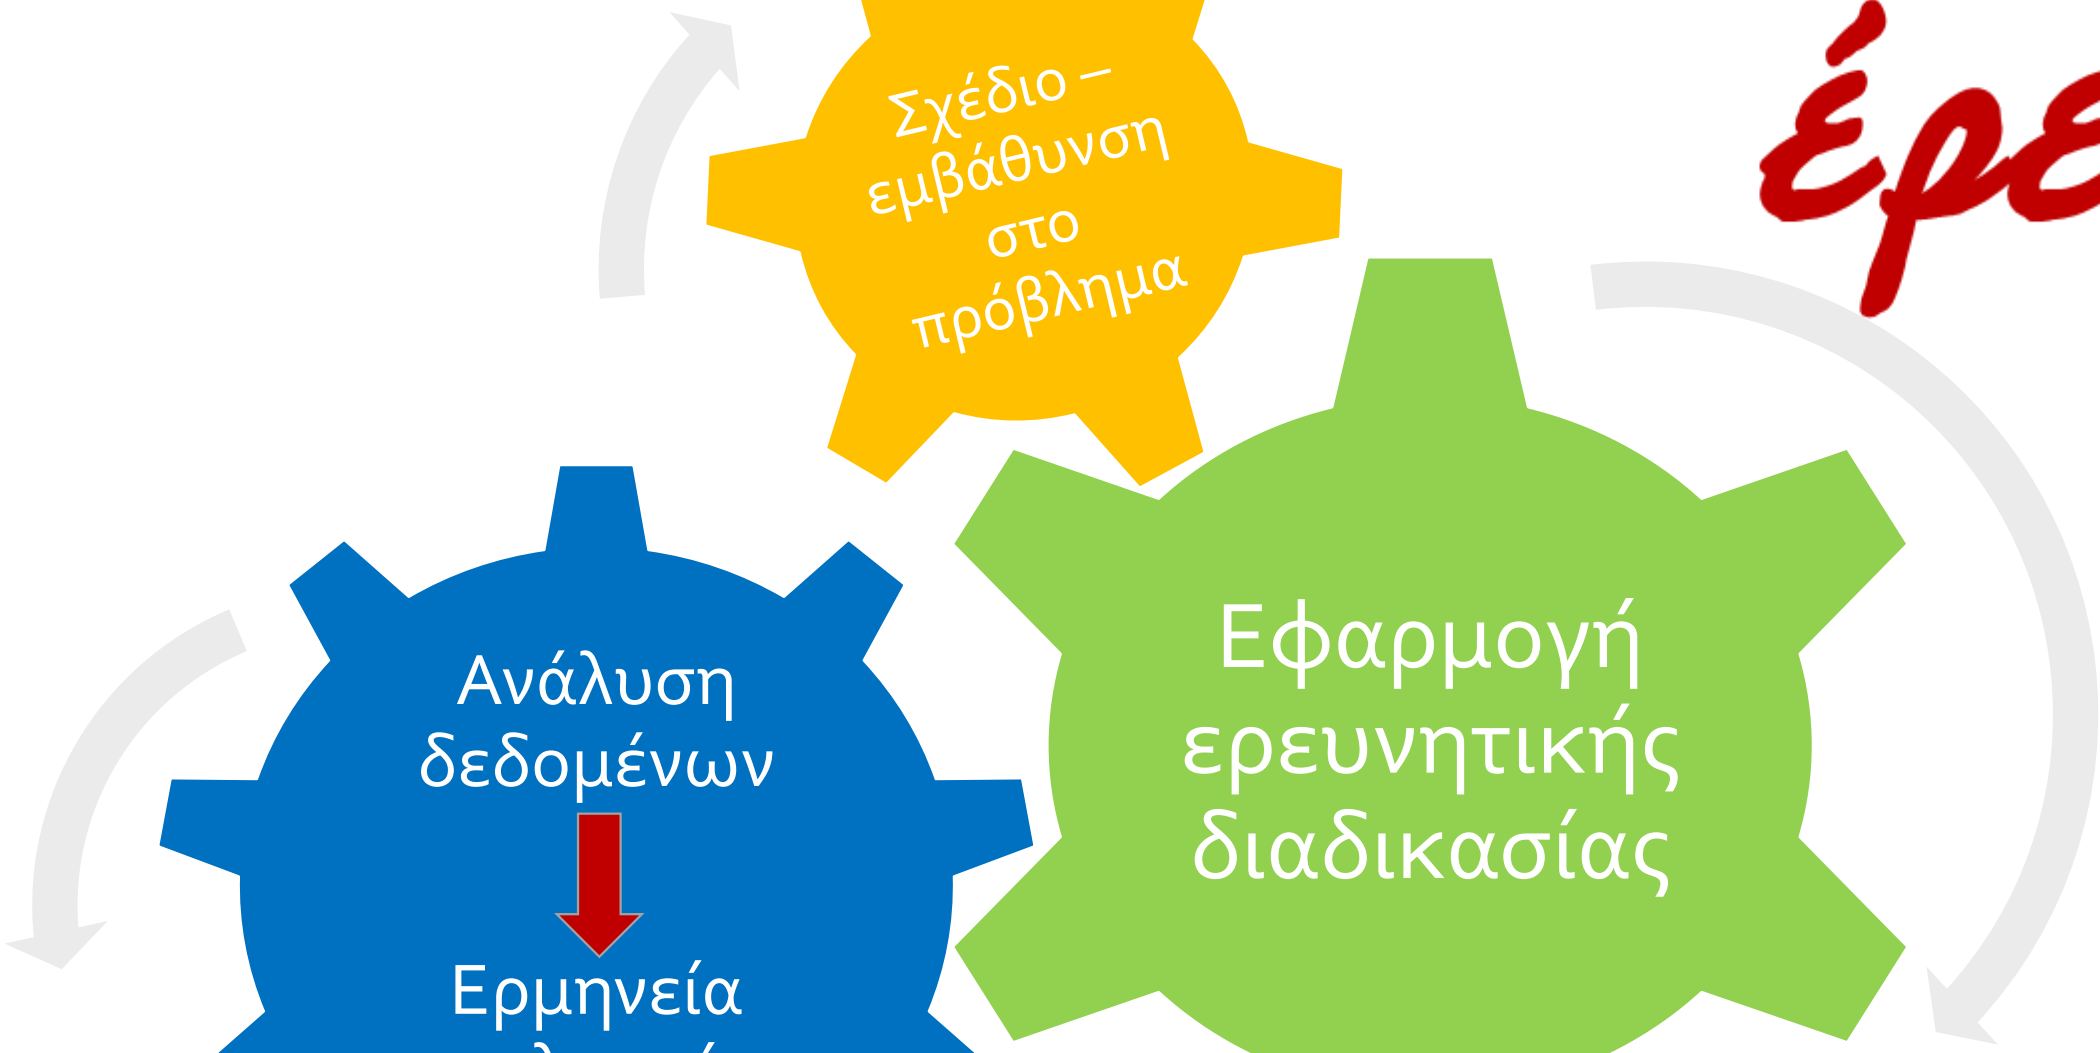 Σχέδιο –
εμβάθυνση
στο
πρόβλημα
Εφαρμογή
ερευνητικής
διαδικασίας
Ανάλυση
δεδομένων
Ερμηνεία